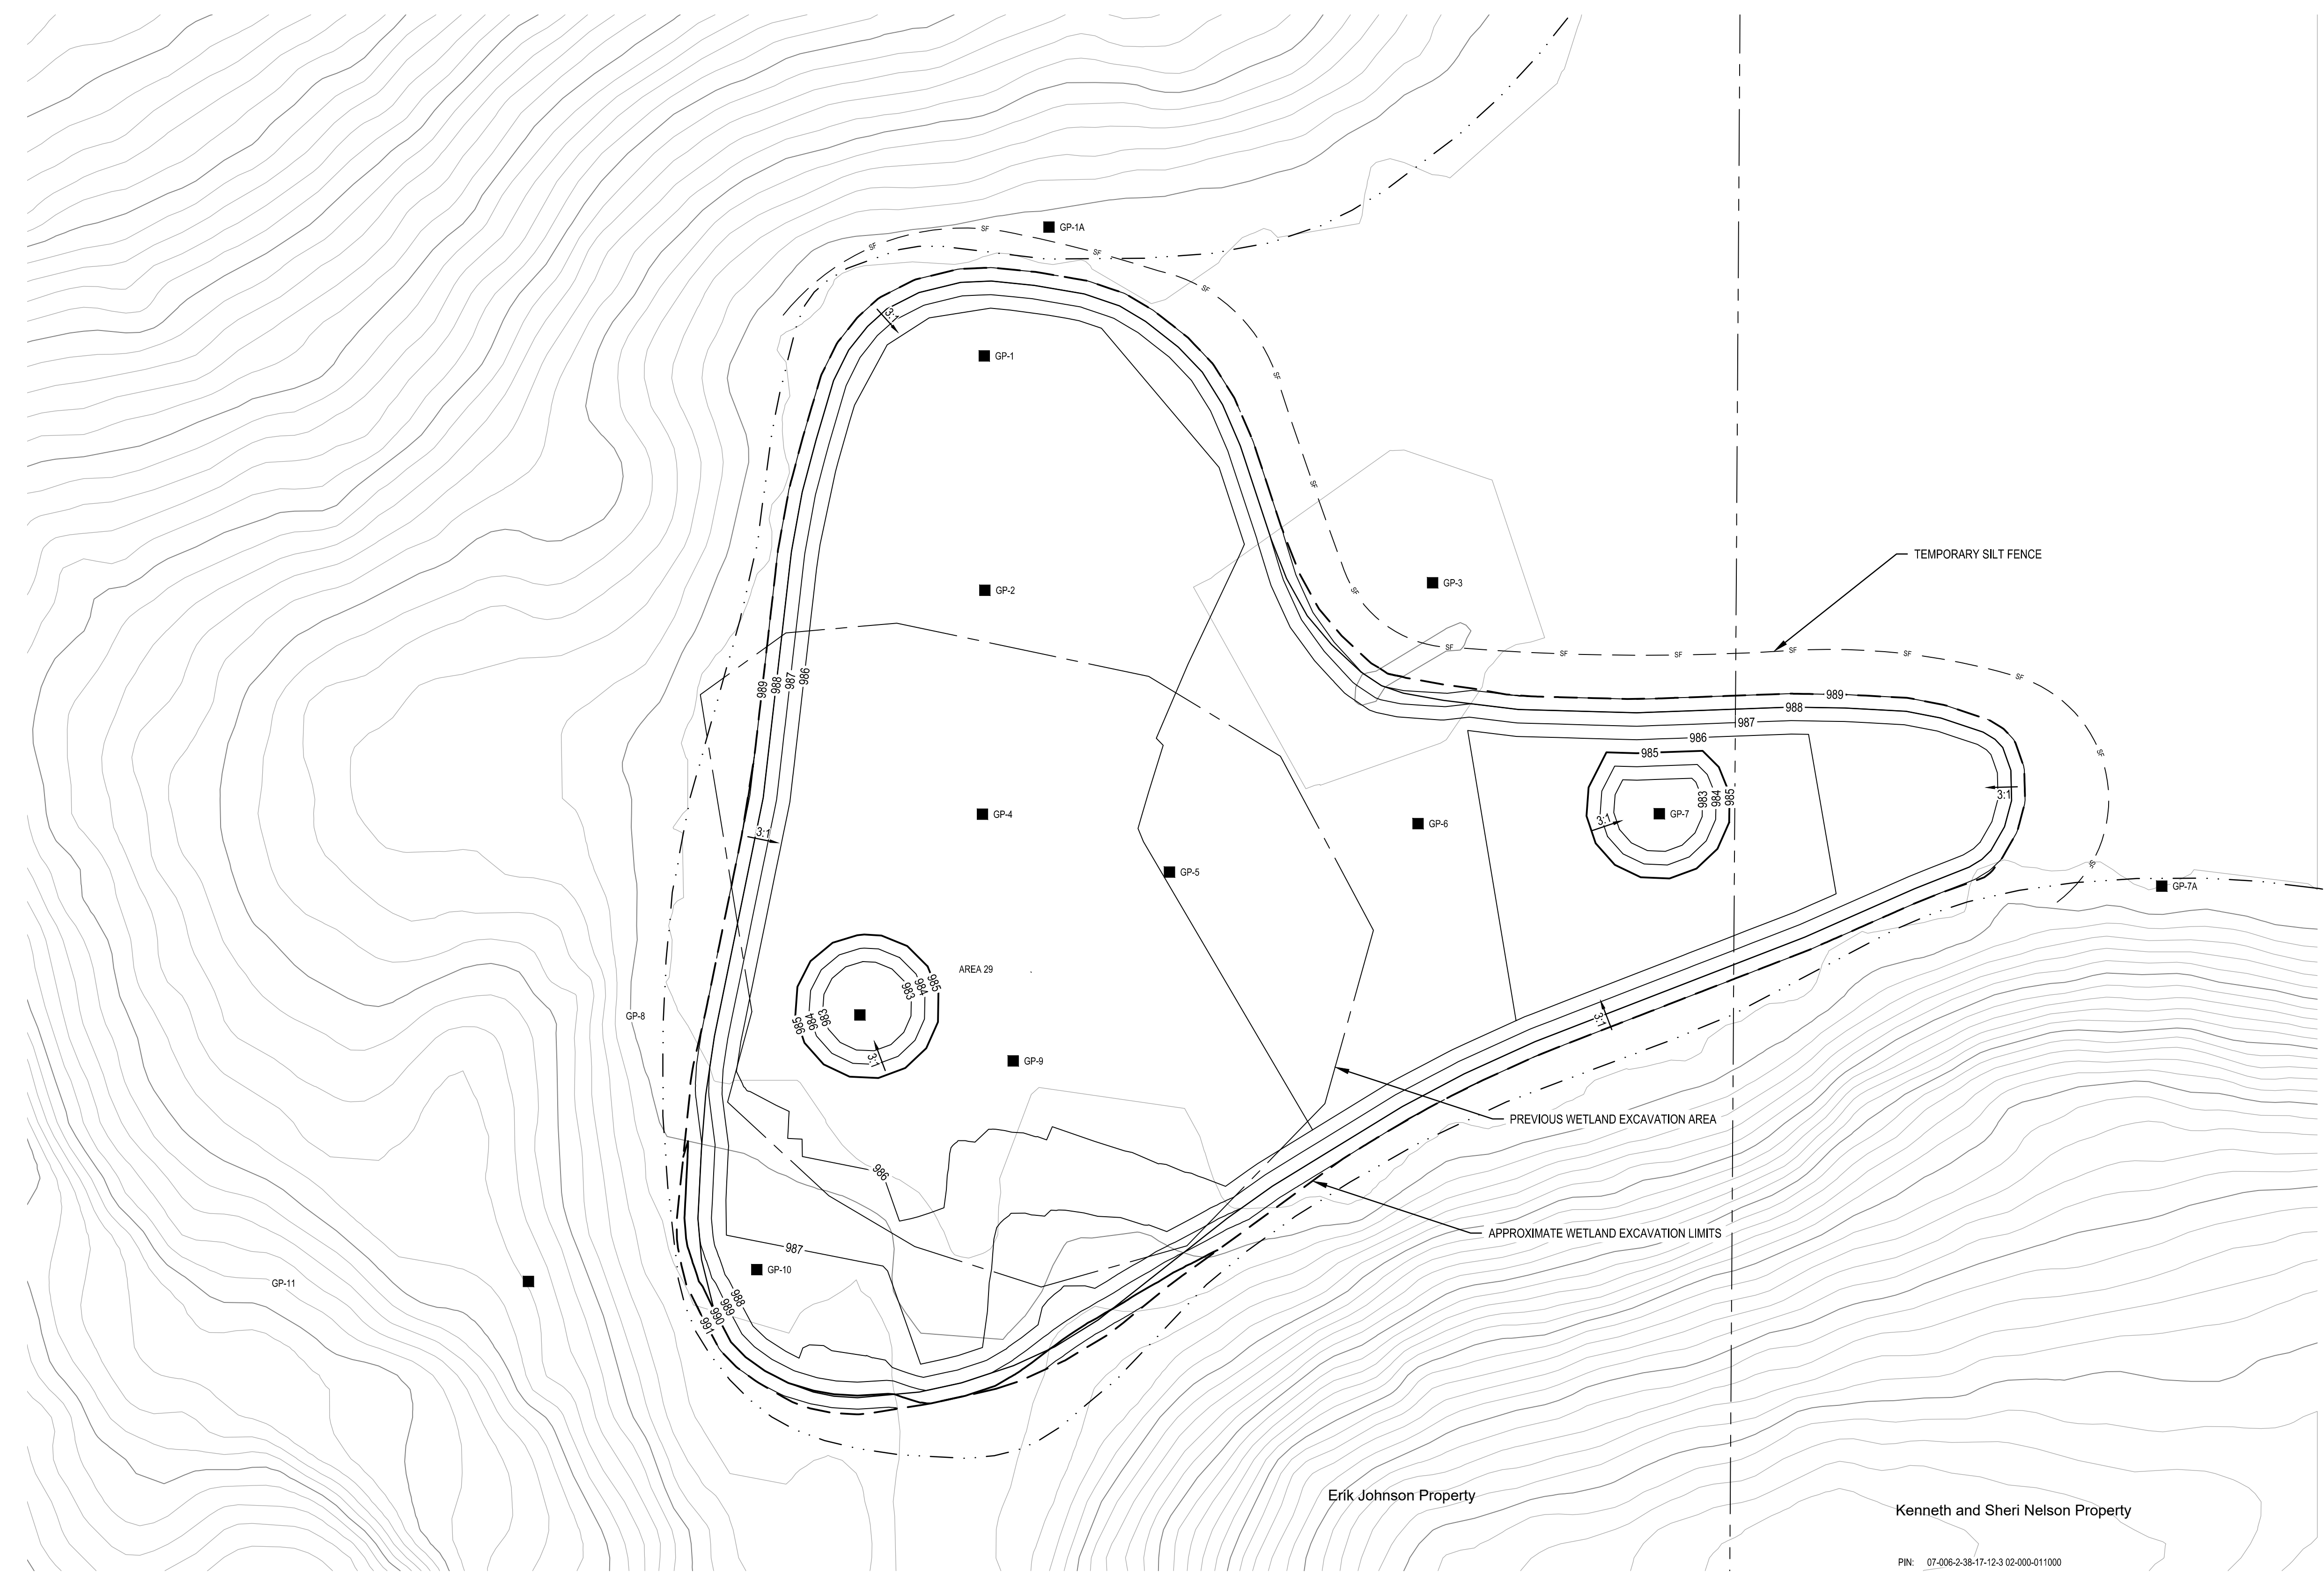 GP-1A
SF
SF
SF
SF
3:1
GP-1
SF
SF
TEMPORARY SILT FENCE
GP-2
GP-3
SF
SF
SF
SF
SF
SF
SF
989
988
987
986
989
988
987
986
985
SF
983
984
985
3:1
GP-4
GP-6
GP-7
3:1
3:1
GP-5
SF
GP-7A
AREA 29
985
984
983
983
984
985
GP-8
3:1
3:1
GP-9
PREVIOUS WETLAND EXCAVATION AREA
986
APPROXIMATE WETLAND EXCAVATION LIMITS
987
GP-10
GP-11
988
989
990
991
Erik Johnson Property
Kenneth and Sheri Nelson Property
PIN: 07-006-2-38-17-12-3 02-000-011000